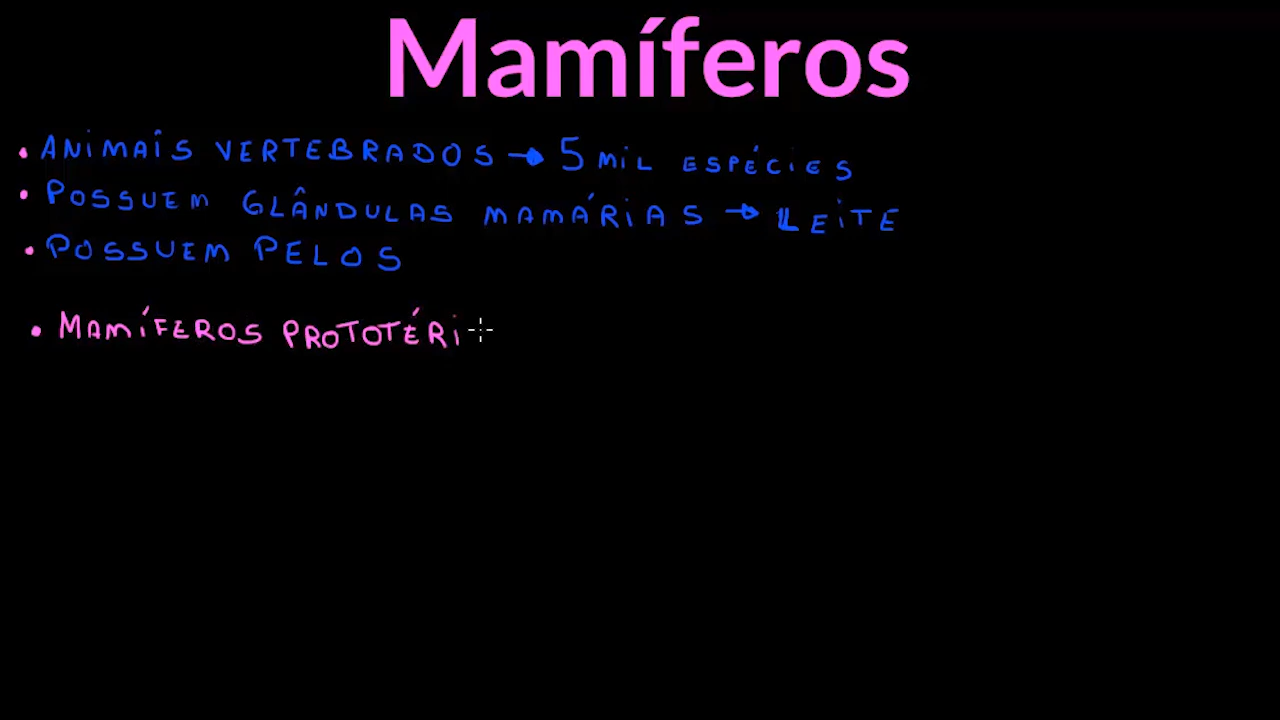 Mamíferos
• ANIMAIS VERTEBRADOS → 5 MIL ESPÉCIES
• POSSUEM GLÂNDULAS MAMÁRIAS → LEITE
• POSSUEM PELOS
• MAMÍFEROS PROTOTÉRI